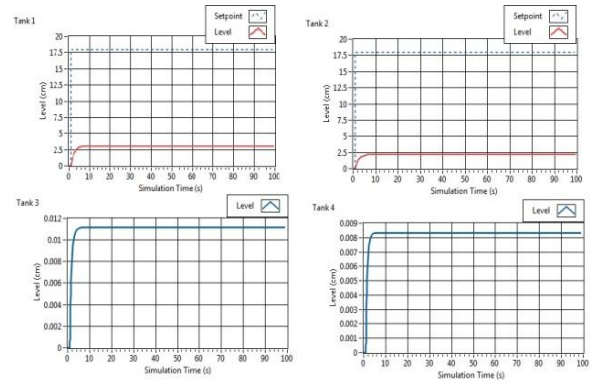 Tank 1
Setpoint
Level
Level (cm)
20
17.5
15
12.5
10
7.5
5
2.5
0
0 10 20 30 40 50 60 70 80 90 100
Simulation Time (s)
Tank 2
Setpoint
Level
Level (cm)
20
17.5
15
12.5
10
7.5
5
2.5
0
0 10 20 30 40 50 60 70 80 90 100
Simulation Time (s)
Tank 3
Level
Level (cm)
0.012
0.01
0.008
0.006
0.004
0.002
0
0 10 20 30 40 50 60 70 80 90 100
Simulation Time (s)
Tank 4
Level
Level (cm)
0.009
0.008
0.007
0.006
0.005
0.004
0.003
0.002
0.001
0
0 10 20 30 40 50 60 70 80 90 100
Simulation Time (s)